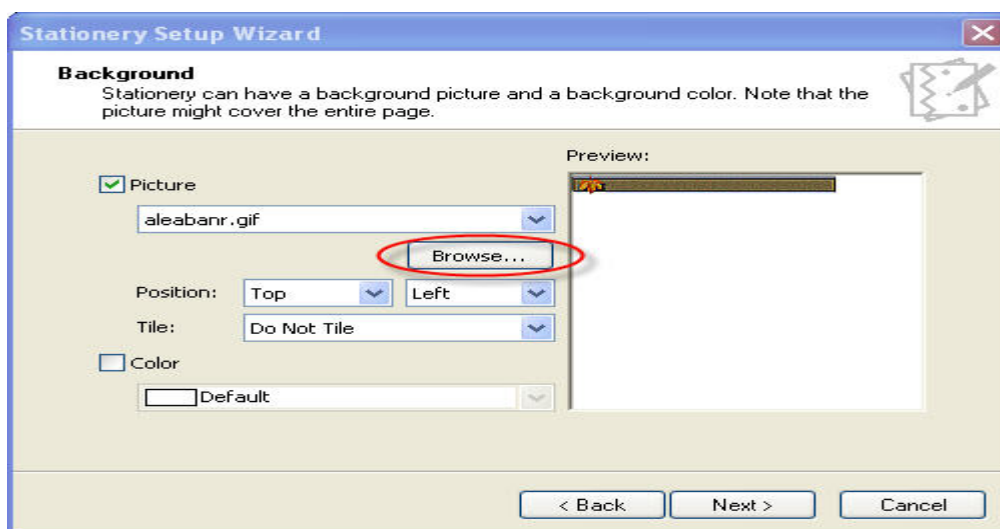 Stationery Setup Wizard
Background
Stationery can have a background picture and a background color. Note that the
picture might cover the entire page.
Preview:
Picture
aleabanr.gif
Browse...
Position: Top Left
Tile: Do Not Tile
Color
Default
< Back Next > Cancel